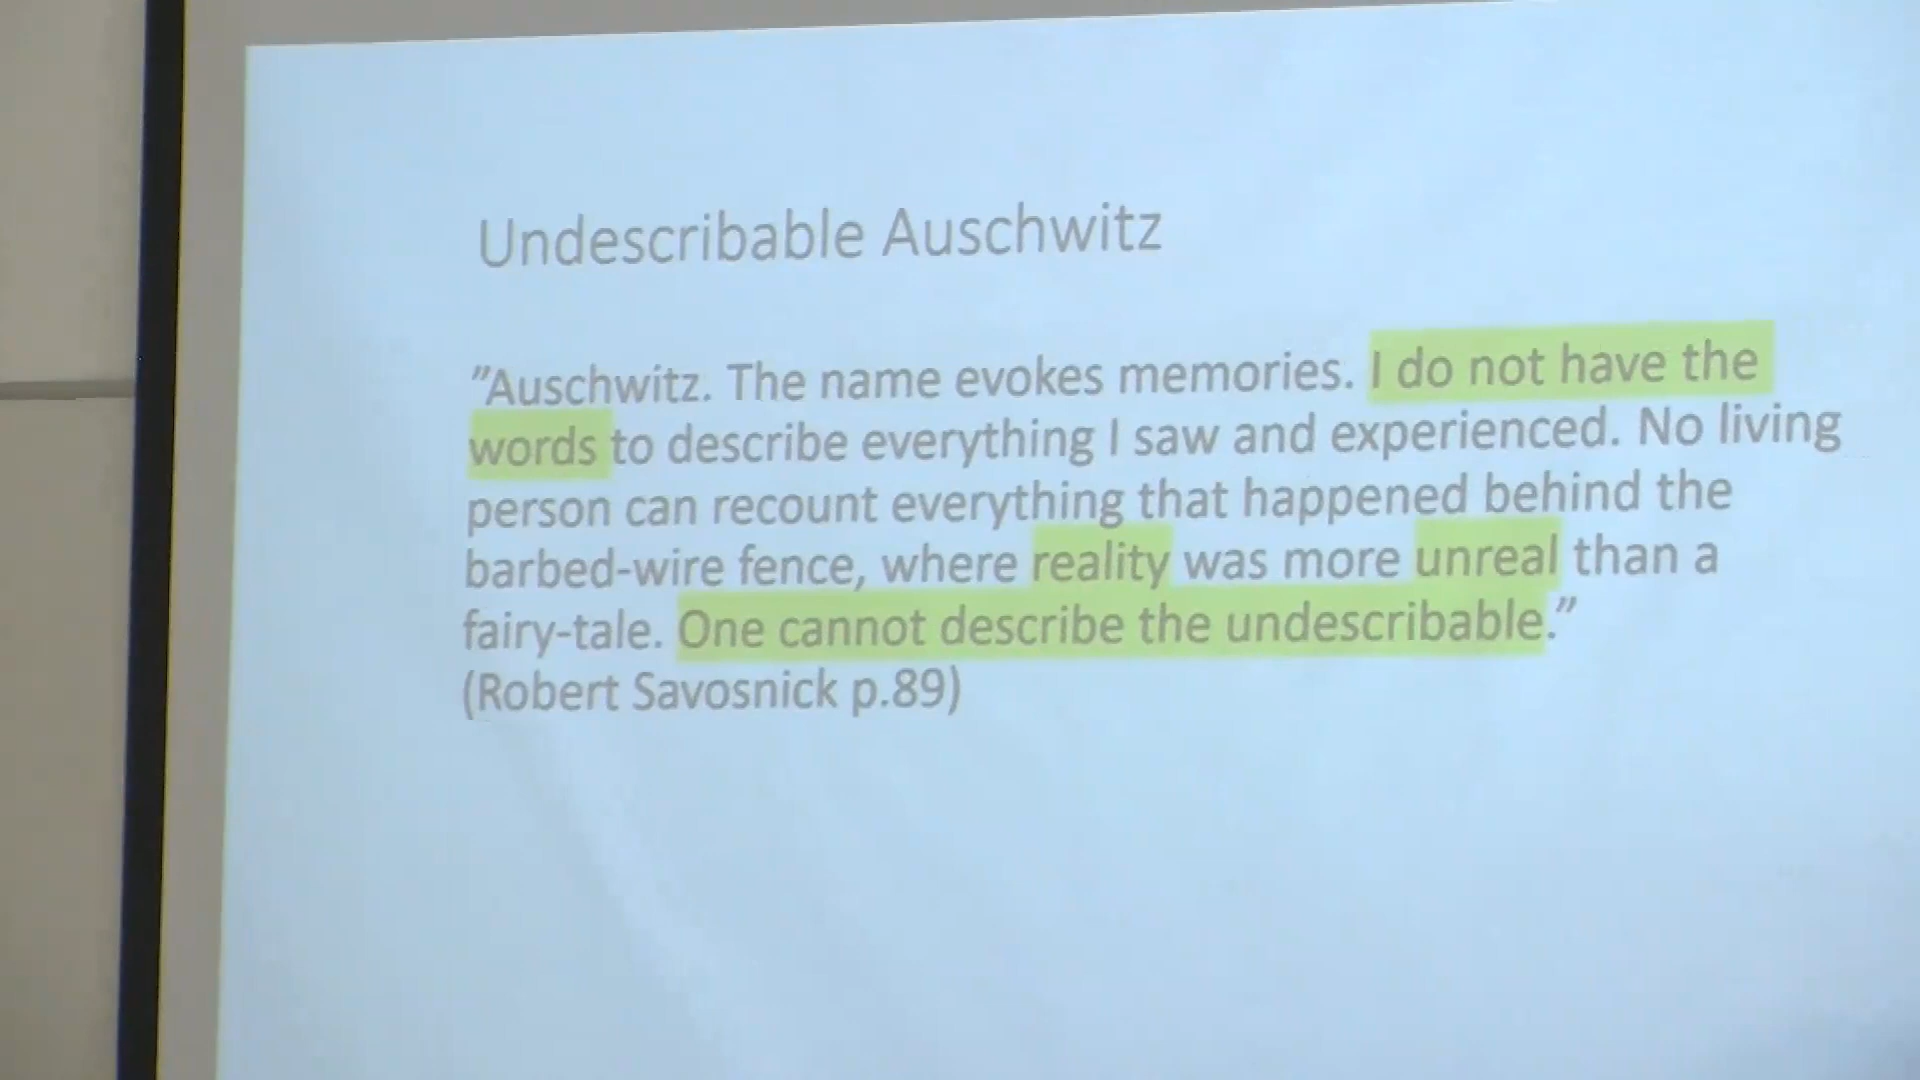 Undescribable Auschwitz
”Auschwitz. The name evokes memories. I do not have the
words to describe everything I saw and experienced. No living
person can recount everything that happened behind the
barbed-wire fence, where reality was more unreal than a
fairy-tale. One cannot describe the undescribable.”
(Robert Savosnick p.89)